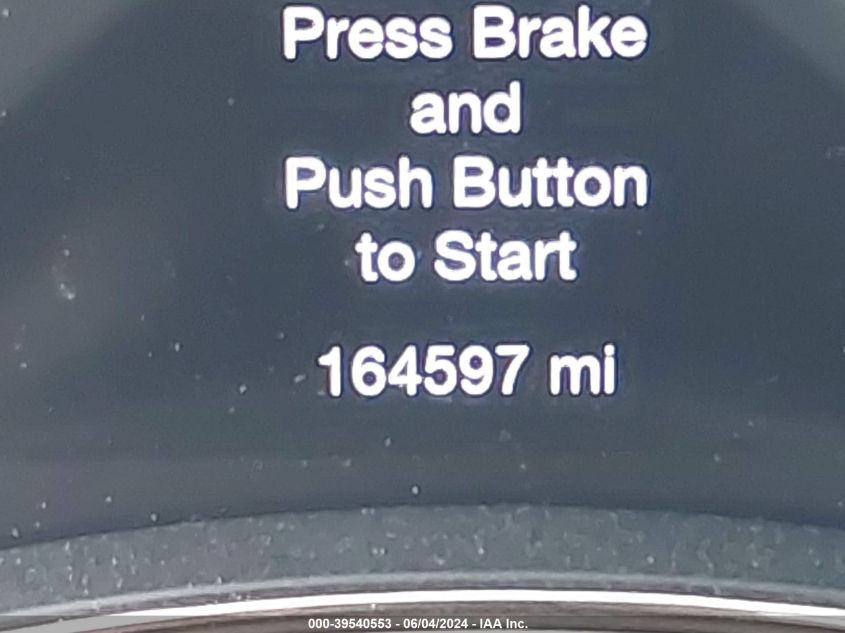 Press Brake
and
Push Button
to Start
164597 mi
000-39540553 - 06/04/2024 - IAA Inc.